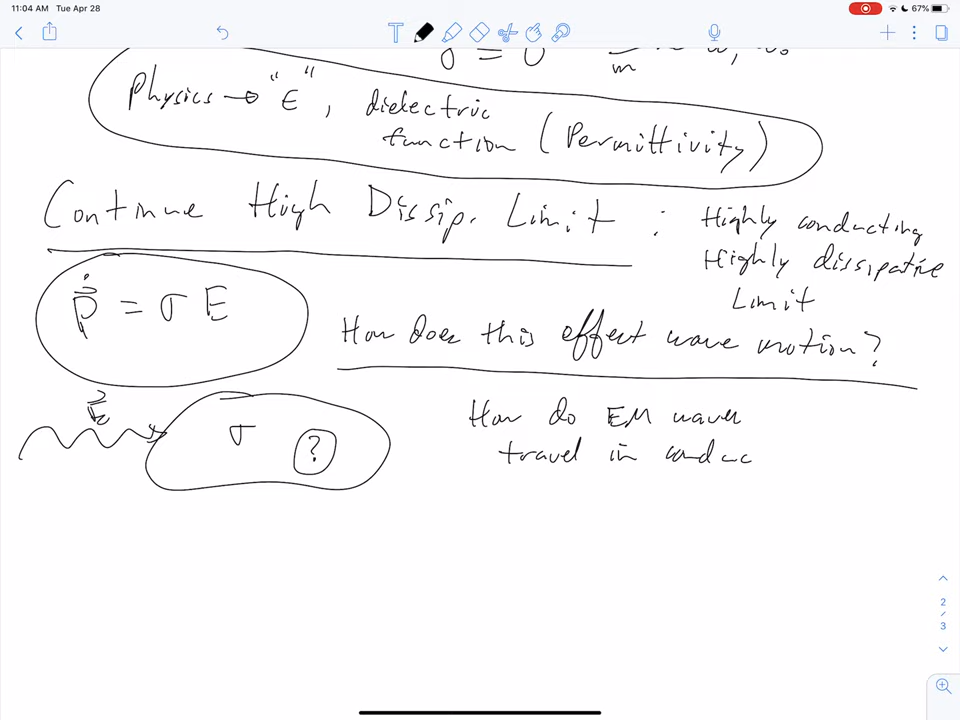 11:04 AM Tue Apr 28
67%
T
σ = 0
m
Physics → "ε", dielectric
function (Permittivity)
Continue High Dissip. Limit : Highly conducting
Highly dissipative
Limit
Ṗ = σ E
How does this effect wave motion?
E
σ ?
How do EM waves
travel in conduc
2
3